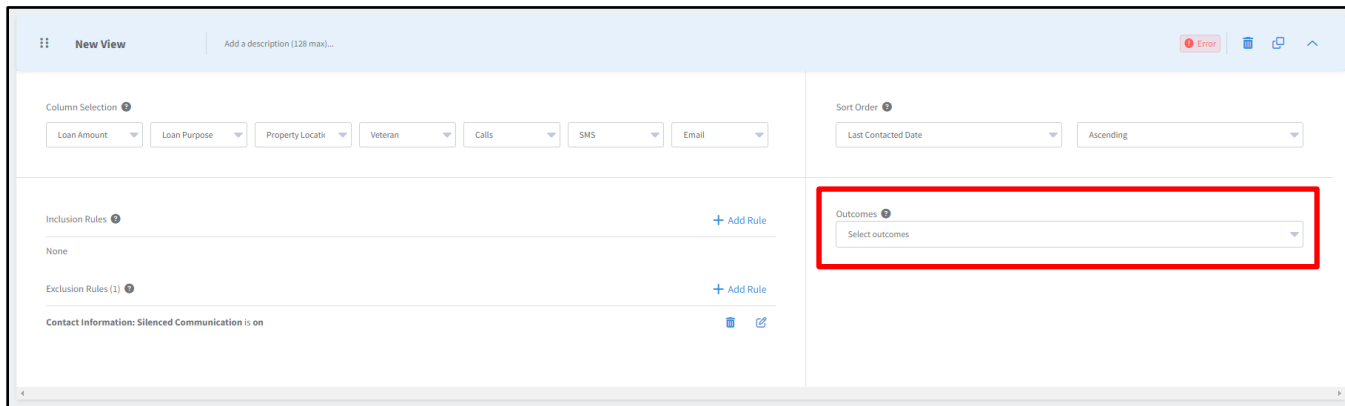 New View
Add a description (128 max)...
Error
Column Selection
Loan Amount
Loan Purpose
Property Locatio
Veteran
Calls
SMS
Email
Sort Order
Last Contacted Date
Ascending
Inclusion Rules
+ Add Rule
None
Exclusion Rules (1)
+ Add Rule
Contact Information: Silenced Communication is on
Outcomes
Select outcomes